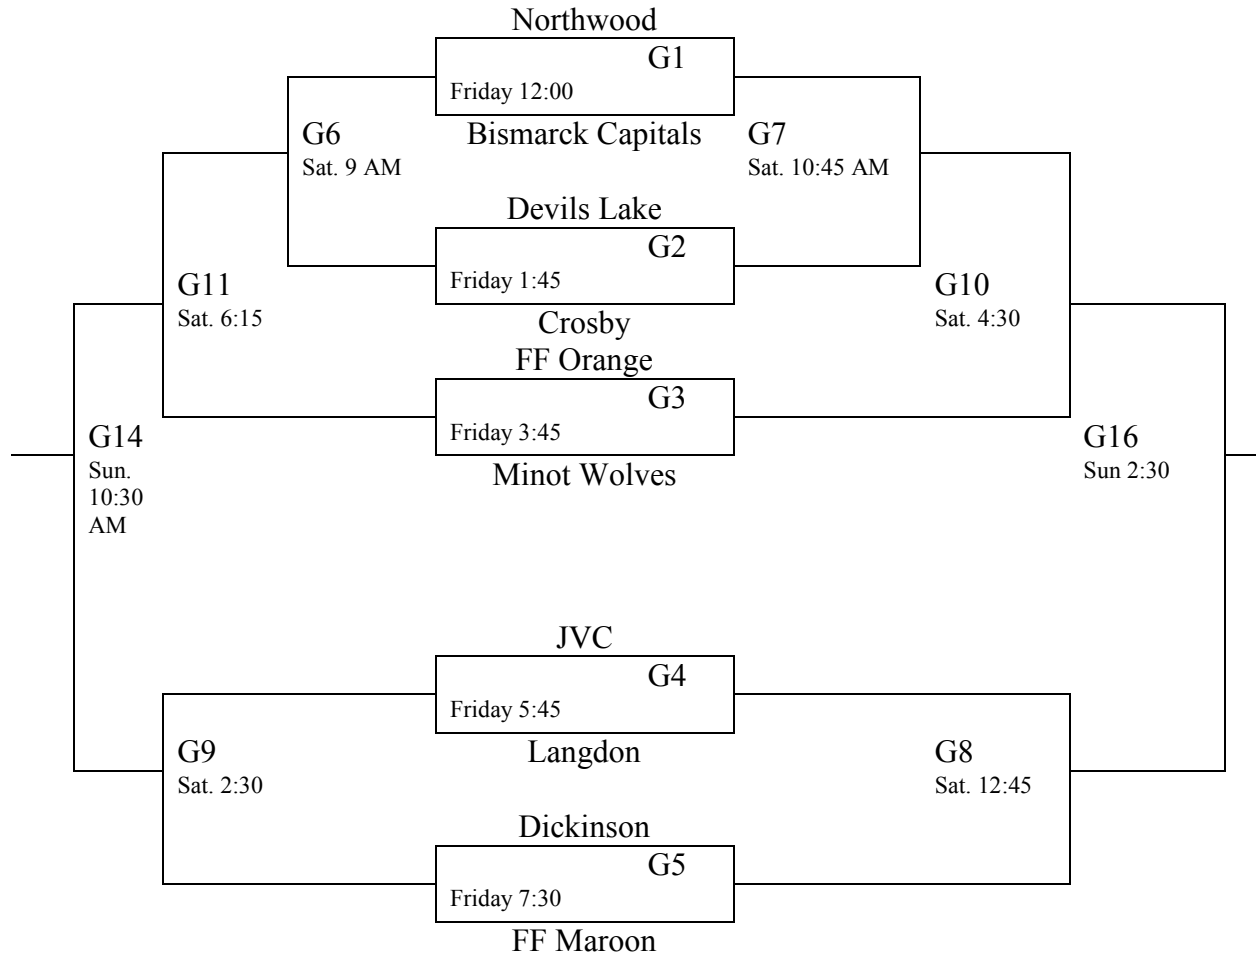 Northwood
G1
Friday 12:00
Bismarck Capitals
G6
Sat. 9 AM
G7
Sat. 10:45 AM
Devils Lake
G2
Friday 1:45
Crosby
G11
Sat. 6:15
G10
Sat. 4:30
FF Orange
G3
Friday 3:45
Minot Wolves
G14
Sun.
10:30
AM
G16
Sun 2:30
JVC
G4
Friday 5:45
Langdon
G9
Sat. 2:30
G8
Sat. 12:45
Dickinson
G5
Friday 7:30
FF Maroon